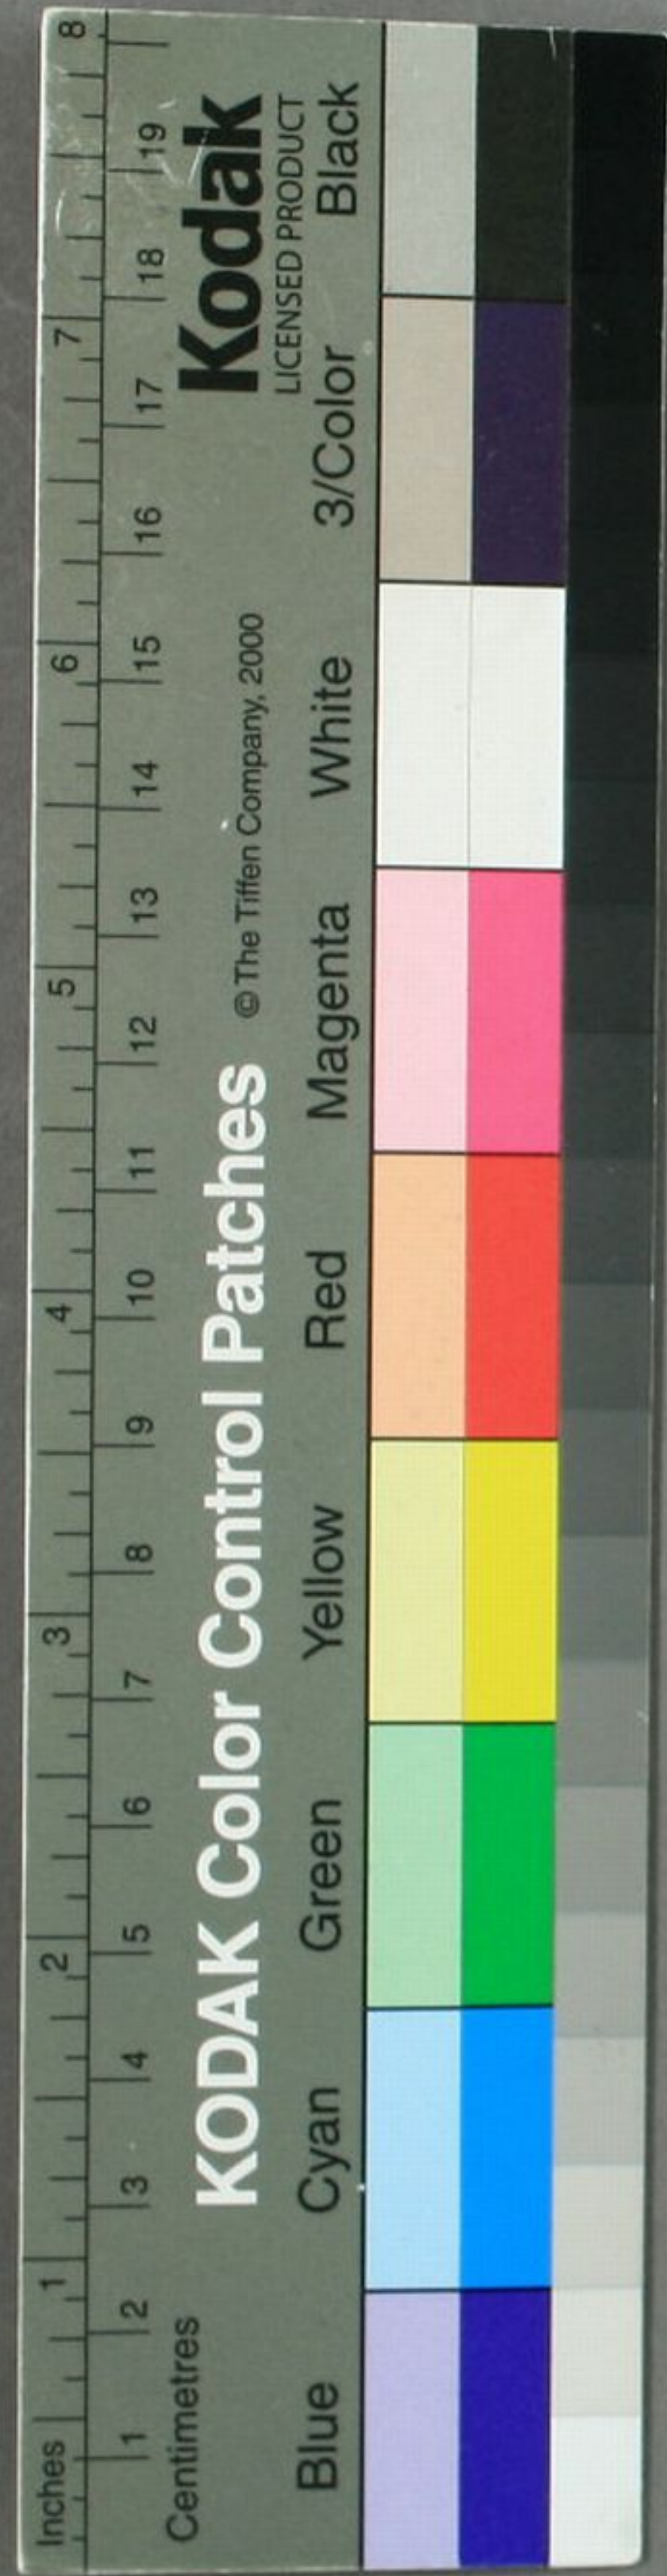 Inches 1 2 3 4 5 6 7 8
1 2 3 4 5 6 7 8 9 10 11 12 13 14 15 16 17 18 19
Centimetres
KODAK Color Control Patches
© The Tiffen Company, 2000
Kodak
LICENSED PRODUCT
Blue Cyan Green Yellow Red Magenta White 3/Color Black